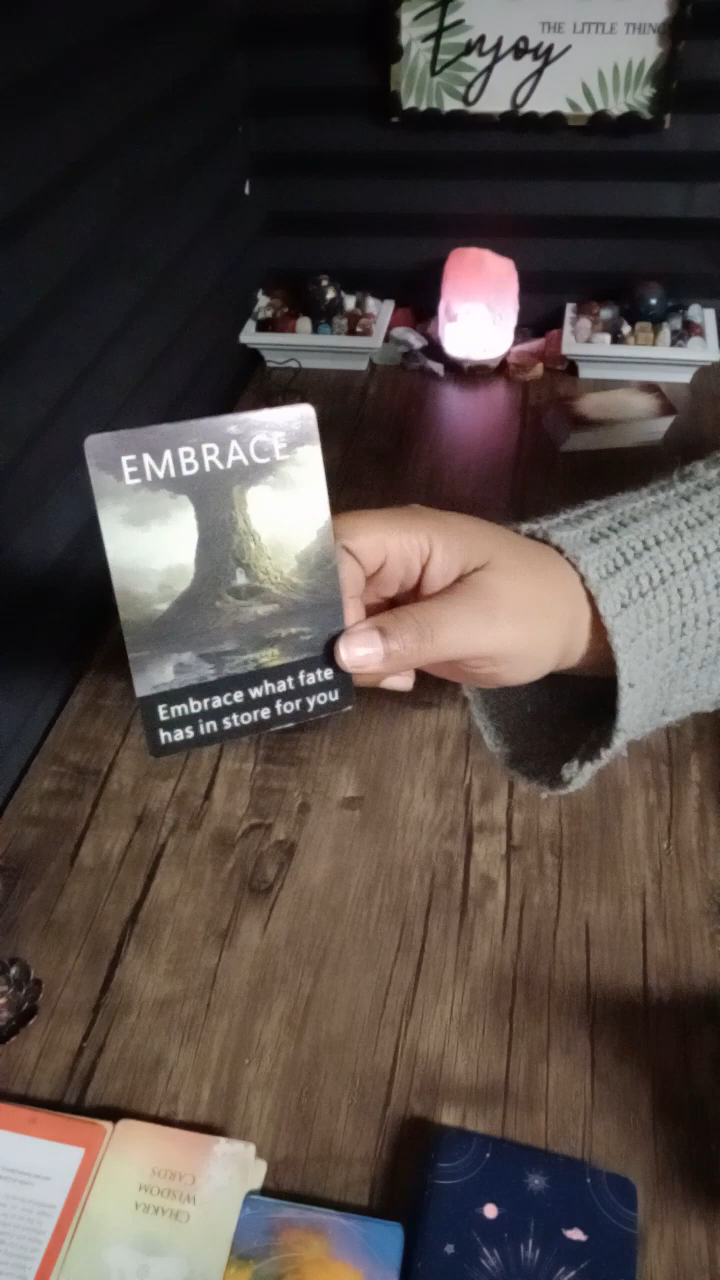 Enjoy
THE LITTLE THING
EMBRACE
Embrace what fate
has in store for you
CHAKRA
WISDOM
CARDS